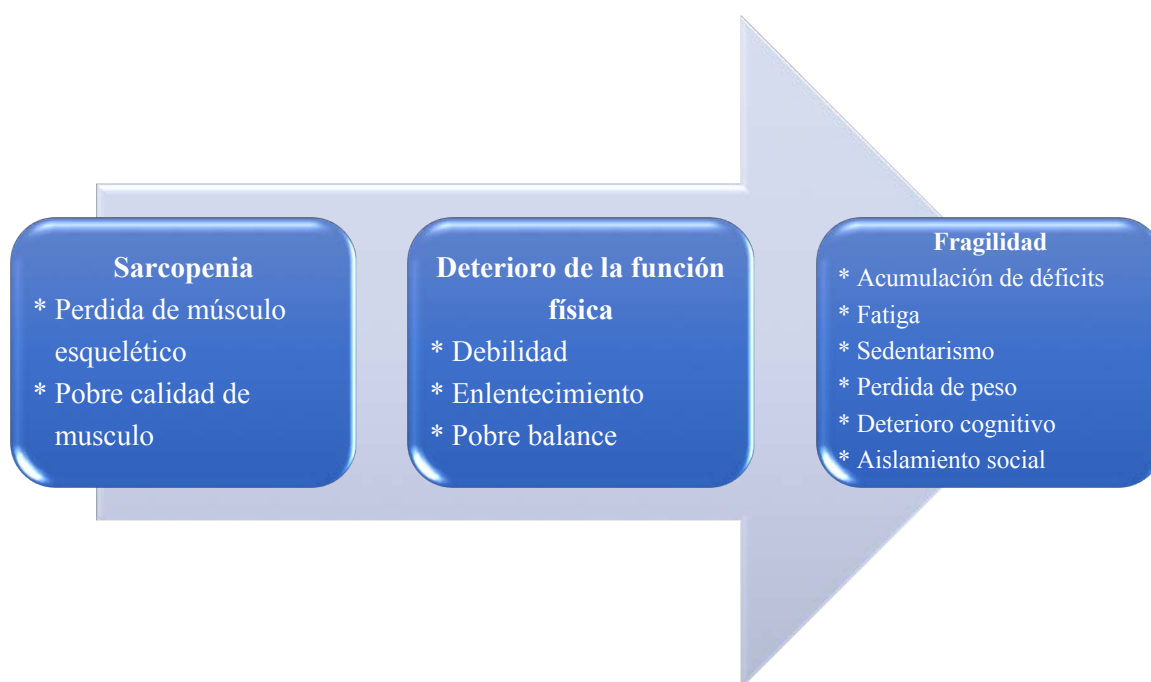 Sarcopenia
* Perdida de músculo
esquelético
* Pobre calidad de
musculo
Deterioro de la función
física
* Debilidad
* Enlentecimiento
* Pobre balance
Fragilidad
* Acumulación de déficits
* Fatiga
* Sedentarismo
* Perdida de peso
* Deterioro cognitivo
* Aislamiento social